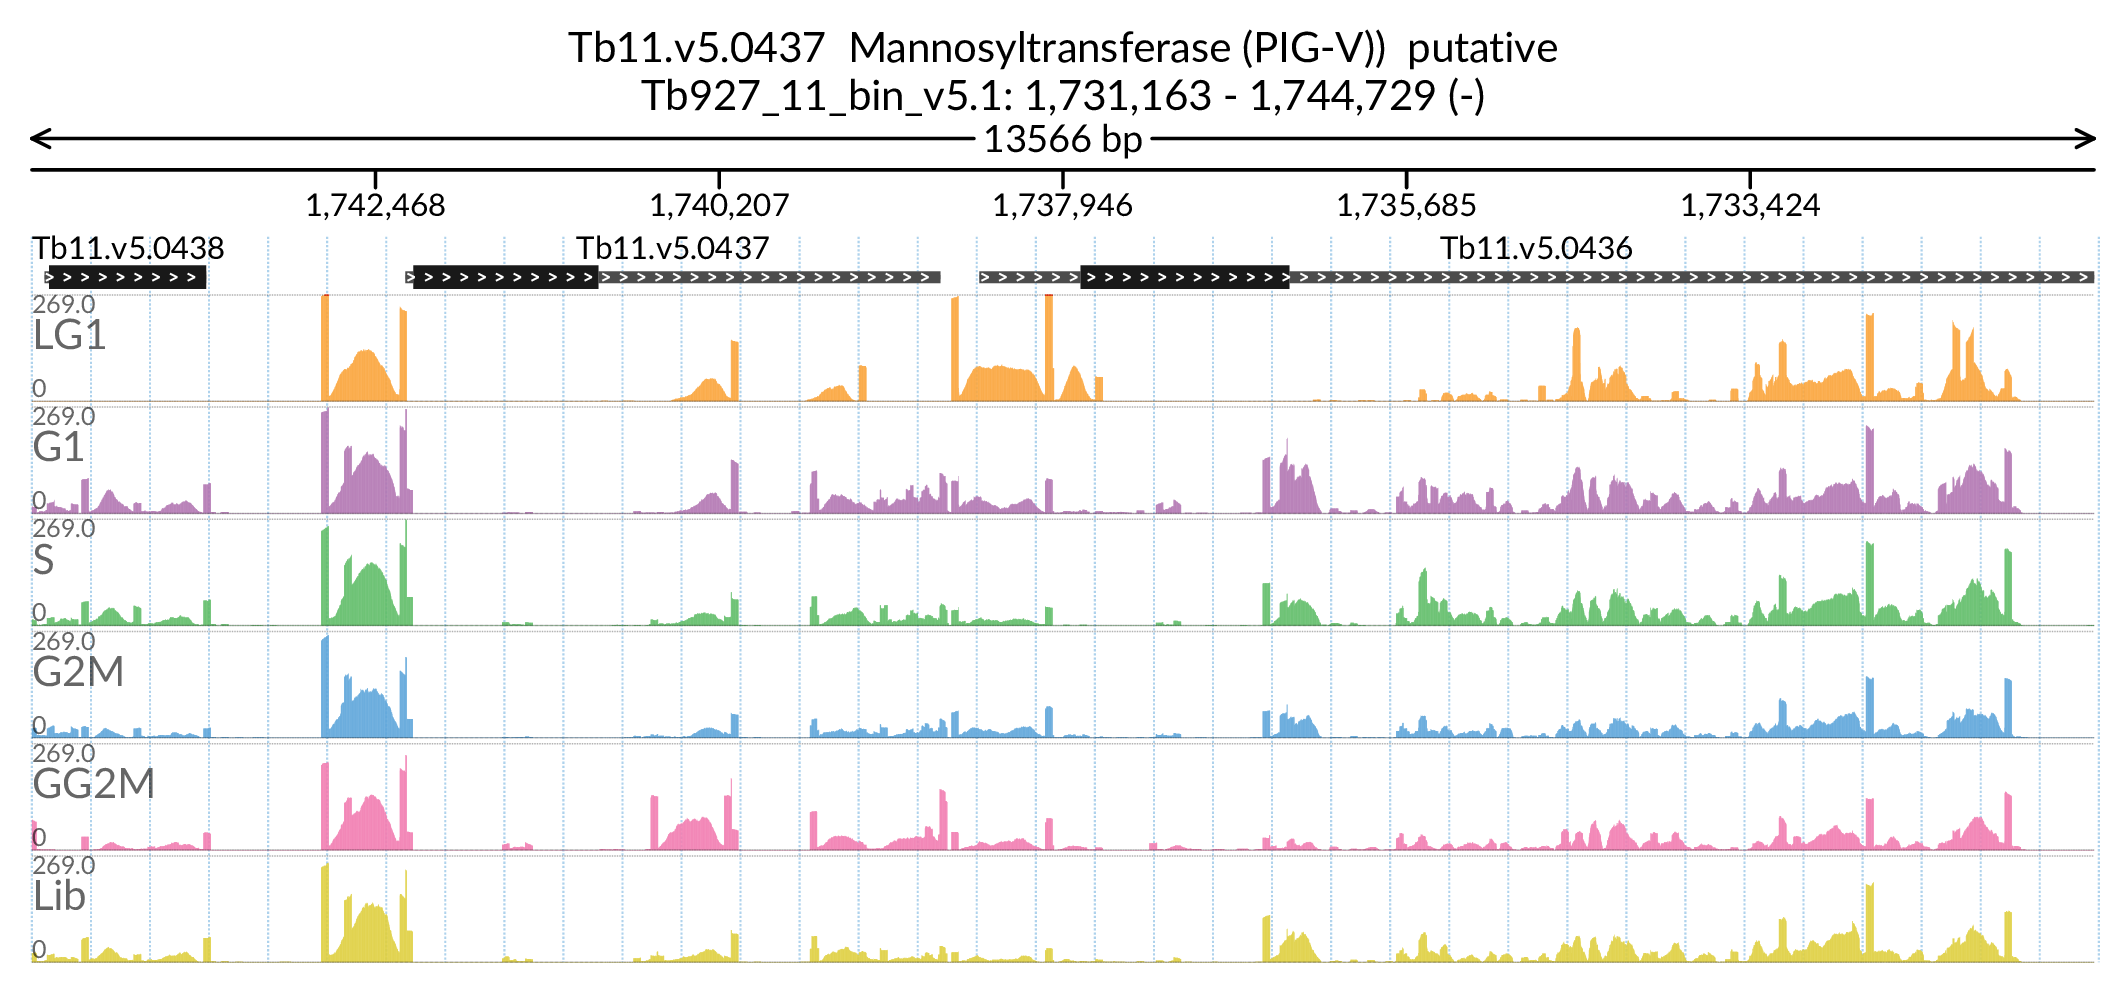 Tb11.v5.0437 Mannosyltransferase (PIG-V)) putative
Tb927_11_bin_v5.1: 1,731,163 - 1,744,729 (-)
13566 bp
1,742,468 1,740,207 1,737,946 1,735,685 1,733,424
Tb11.v5.0438 Tb11.v5.0437 Tb11.v5.0436
269.0
LG1
0
269.0
G1
0
269.0
S
0
269.0
G2M
0
269.0
GG2M
0
269.0
Lib
0